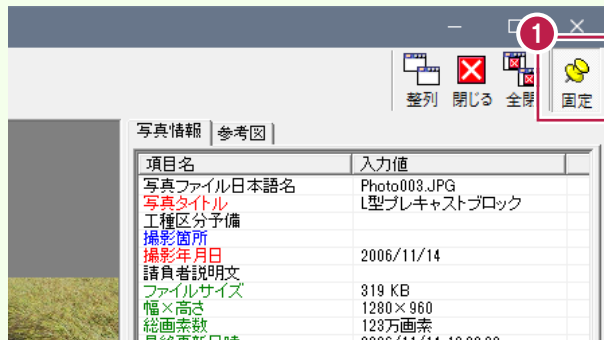 1
整列 閉じる 全閉 固定
写真情報 参考図
項目名 入力値
写真ファイル日本語名 Photo003.JPG
写真タイトル L型プレキャストブロック
工種区分予備
撮影箇所
撮影年月日 2006/11/14
請負者説明文
ファイルサイズ 319 KB
幅×高さ 1280×960
総画素数 123万画素